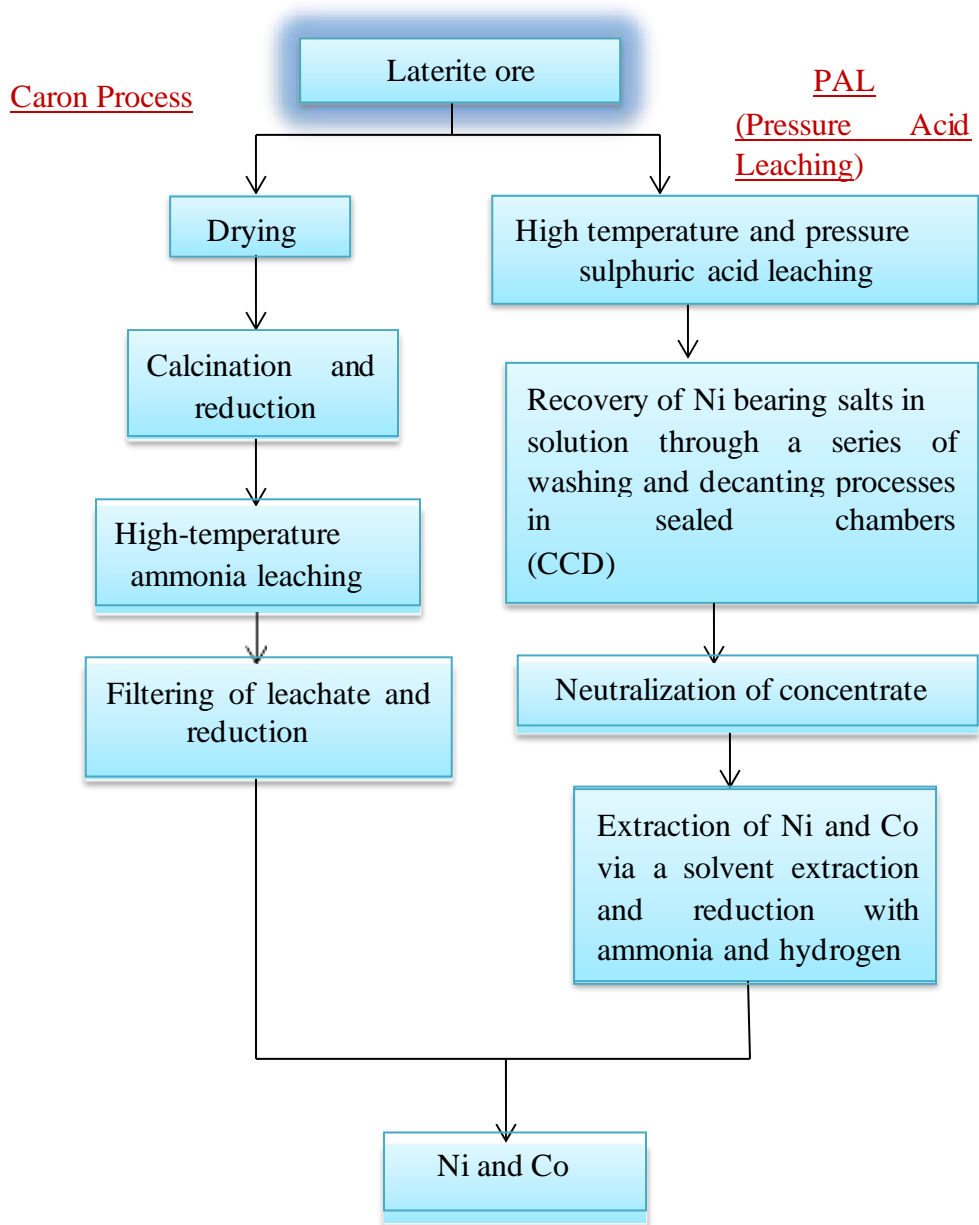 Laterite ore
Caron Process
PAL
(Pressure Acid
Leaching)
Drying
High temperature and pressure
sulphuric acid leaching
Calcination and
reduction
Recovery of Ni bearing salts in
solution through a series of
washing and decanting processes
in sealed chambers
(CCD)
High-temperature
ammonia leaching
Filtering of leachate and
reduction
Neutralization of concentrate
Extraction of Ni and Co
via a solvent extraction
and reduction with
ammonia and hydrogen
Ni and Co